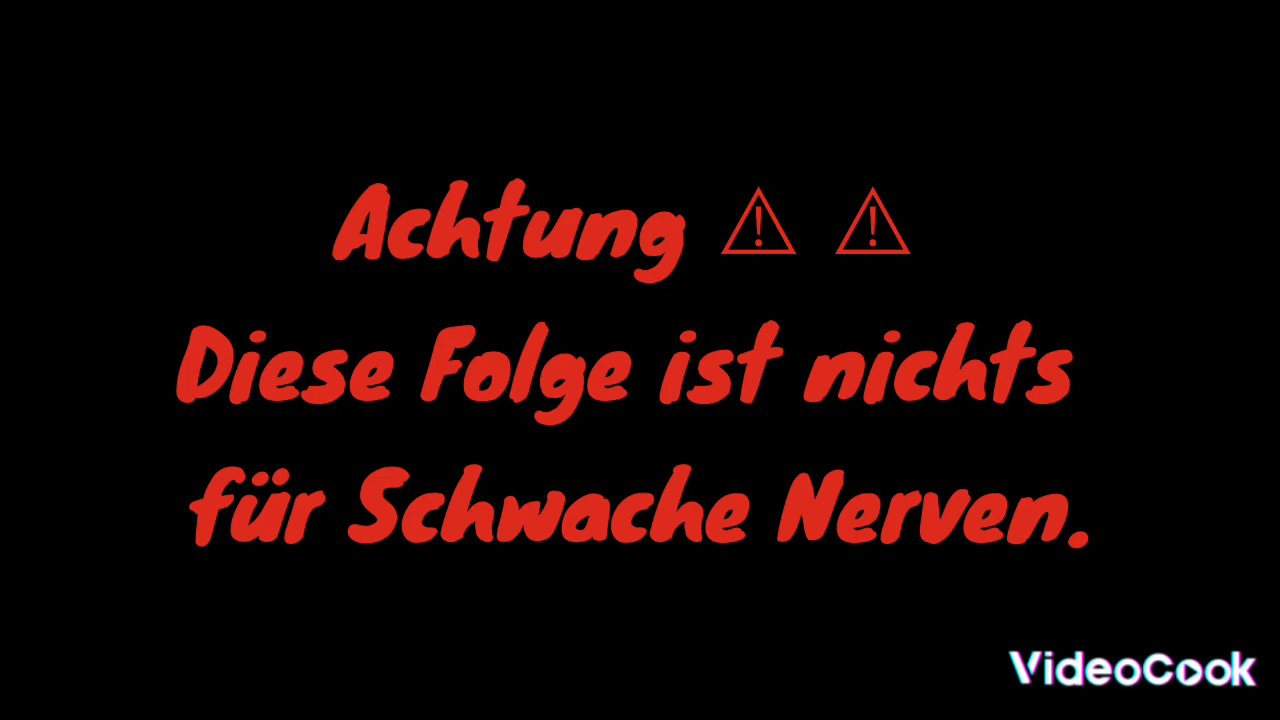 Achtung ⚠ ⚠
Diese Folge ist nichts
für Schwache Nerven.
VideoCook